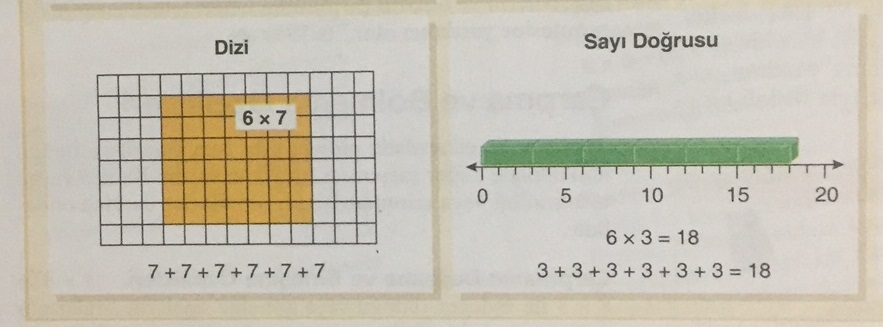 Dizi
6 × 7
7 + 7 + 7 + 7 + 7 + 7
Sayı Doğrusu
0 5 10 15 20
6 × 3 = 18
3 + 3 + 3 + 3 + 3 + 3 = 18